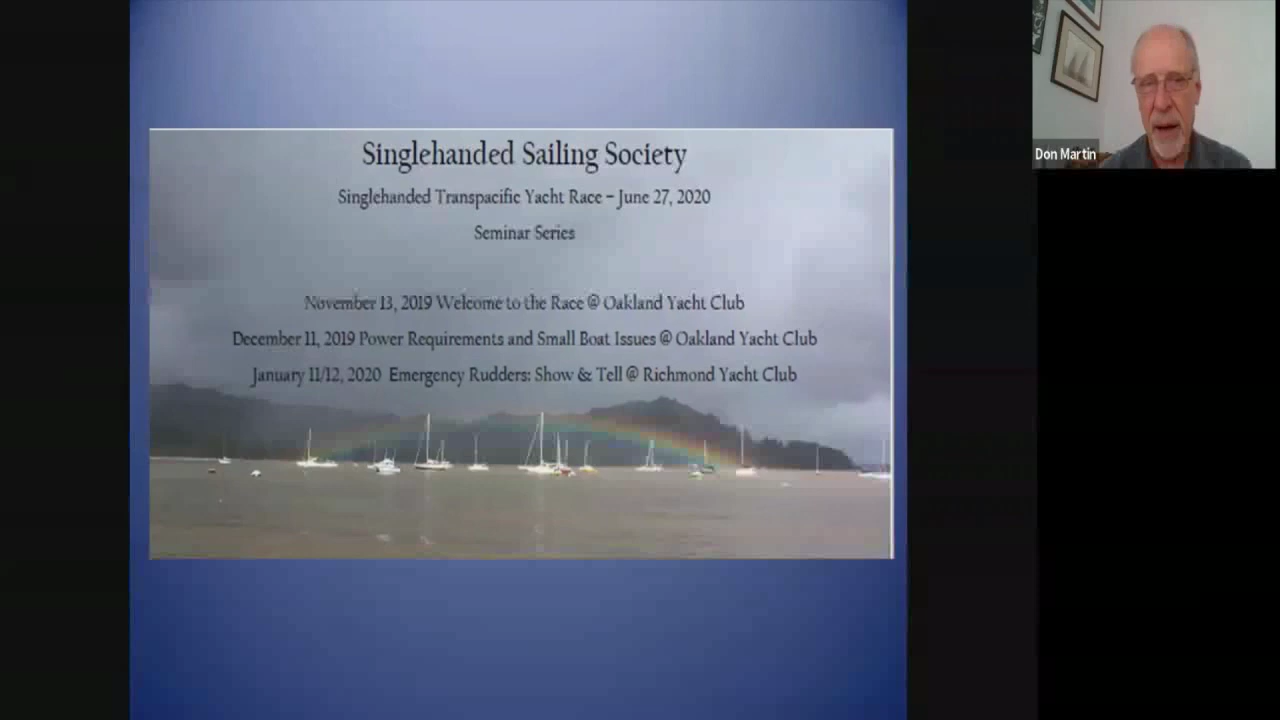 Singlehanded Sailing Society
Singlehanded Transpacific Yacht Race – June 27, 2020
Seminar Series
November 13, 2019 Welcome to the Race @ Oakland Yacht Club
December 11, 2019 Power Requirements and Small Boat Issues @ Oakland Yacht Club
January 11/12, 2020 Emergency Rudders: Show & Tell @ Richmond Yacht Club
Don Martin